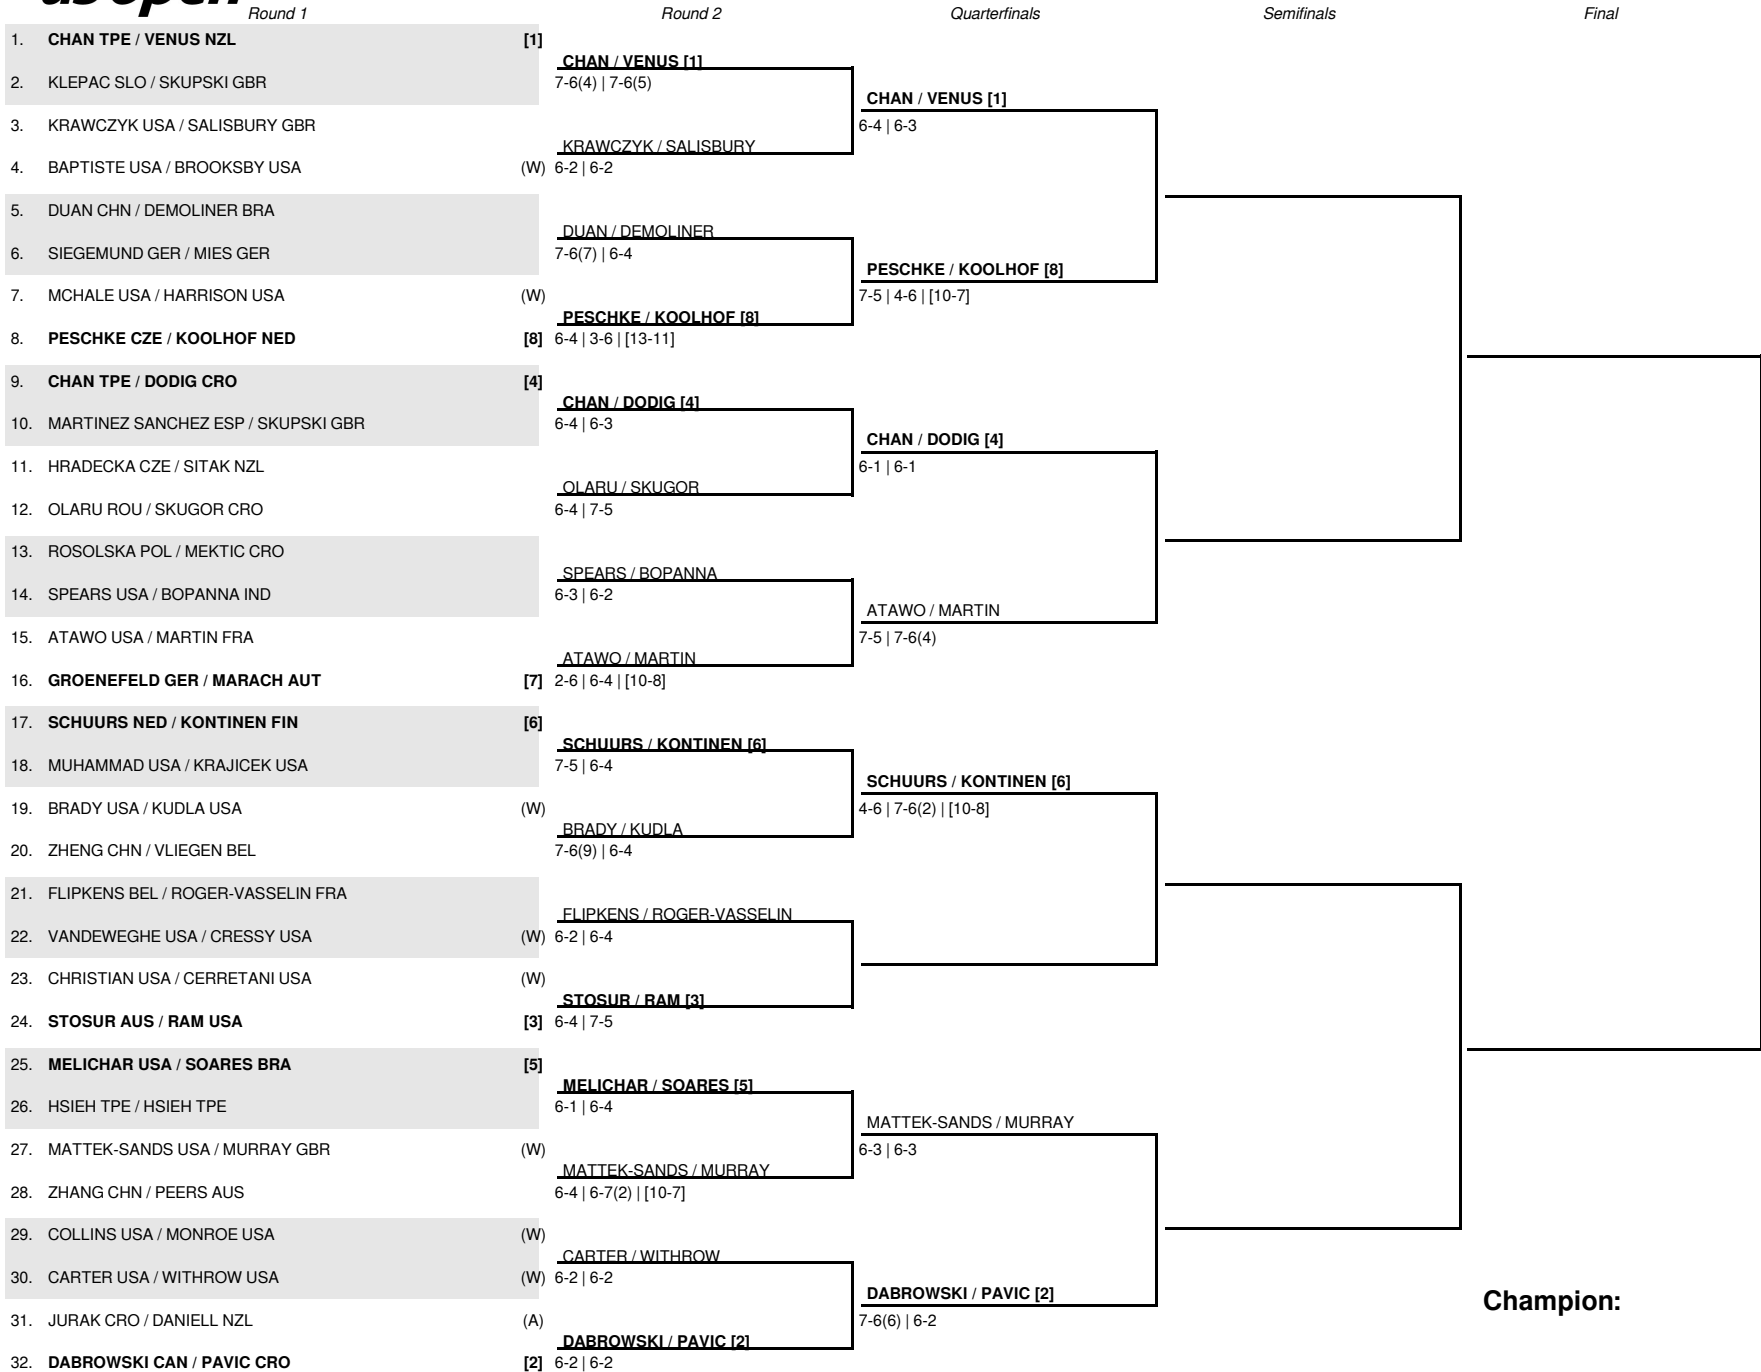 us open
Round 1 Round 2 Quarterfinals Semifinals Final
1. CHAN TPE / VENUS NZL [1]
CHAN / VENUS [1]
2. KLEPAC SLO / SKUPSKI GBR 7-6(4) | 7-6(5)
CHAN / VENUS [1]
3. KRAWCZYK USA / SALISBURY GBR 6-4 | 6-3
KRAWCZYK / SALISBURY
4. BAPTISTE USA / BROOKSBY USA (W) 6-2 | 6-2
5. DUAN CHN / DEMOLINER BRA
DUAN / DEMOLINER
6. SIEGEMUND GER / MIES GER 7-6(7) | 6-4
PESCHKE / KOOLHOF [8]
7. MCHALE USA / HARRISON USA (W) 7-5 | 4-6 | [10-7]
PESCHKE / KOOLHOF [8]
8. PESCHKE CZE / KOOLHOF NED [8] 6-4 | 3-6 | [13-11]
9. CHAN TPE / DODIG CRO [4]
CHAN / DODIG [4]
10. MARTINEZ SANCHEZ ESP / SKUPSKI GBR 6-4 | 6-3
CHAN / DODIG [4]
11. HRADECKA CZE / SITAK NZL 6-1 | 6-1
OLARU / SKUGOR
12. OLARU ROU / SKUGOR CRO 6-4 | 7-5
13. ROSOLSKA POL / MEKTIC CRO
SPEARS / BOPANNA
14. SPEARS USA / BOPANNA IND 6-3 | 6-2
ATAWO / MARTIN
15. ATAWO USA / MARTIN FRA 7-5 | 7-6(4)
ATAWO / MARTIN
16. GROENEFELD GER / MARACH AUT [7] 2-6 | 6-4 | [10-8]
17. SCHUURS NED / KONTINEN FIN [6]
SCHUURS / KONTINEN [6]
18. MUHAMMAD USA / KRAJICEK USA 7-5 | 6-4
SCHUURS / KONTINEN [6]
19. BRADY USA / KUDLA USA (W) 4-6 | 7-6(2) | [10-8]
BRADY / KUDLA
20. ZHENG CHN / VLIEGEN BEL 7-6(9) | 6-4
21. FLIPKENS BEL / ROGER-VASSELIN FRA
FLIPKENS / ROGER-VASSELIN
22. VANDEWEGHE USA / CRESSY USA (W) 6-2 | 6-4
23. CHRISTIAN USA / CERRETANI USA (W)
STOSUR / RAM [3]
24. STOSUR AUS / RAM USA [3] 6-4 | 7-5
25. MELICHAR USA / SOARES BRA [5]
MELICHAR / SOARES [5]
26. HSIEH TPE / HSIEH TPE 6-1 | 6-4
MATTEK-SANDS / MURRAY
27. MATTEK-SANDS USA / MURRAY GBR (W) 6-3 | 6-3
MATTEK-SANDS / MURRAY
28. ZHANG CHN / PEERS AUS 6-4 | 6-7(2) | [10-7]
29. COLLINS USA / MONROE USA (W)
CARTER / WITHROW
30. CARTER USA / WITHROW USA (W) 6-2 | 6-2
DABROWSKI / PAVIC [2]
Champion:
31. JURAK CRO / DANIELL NZL (A) 7-6(6) | 6-2
DABROWSKI / PAVIC [2]
32. DABROWSKI CAN / PAVIC CRO [2] 6-2 | 6-2